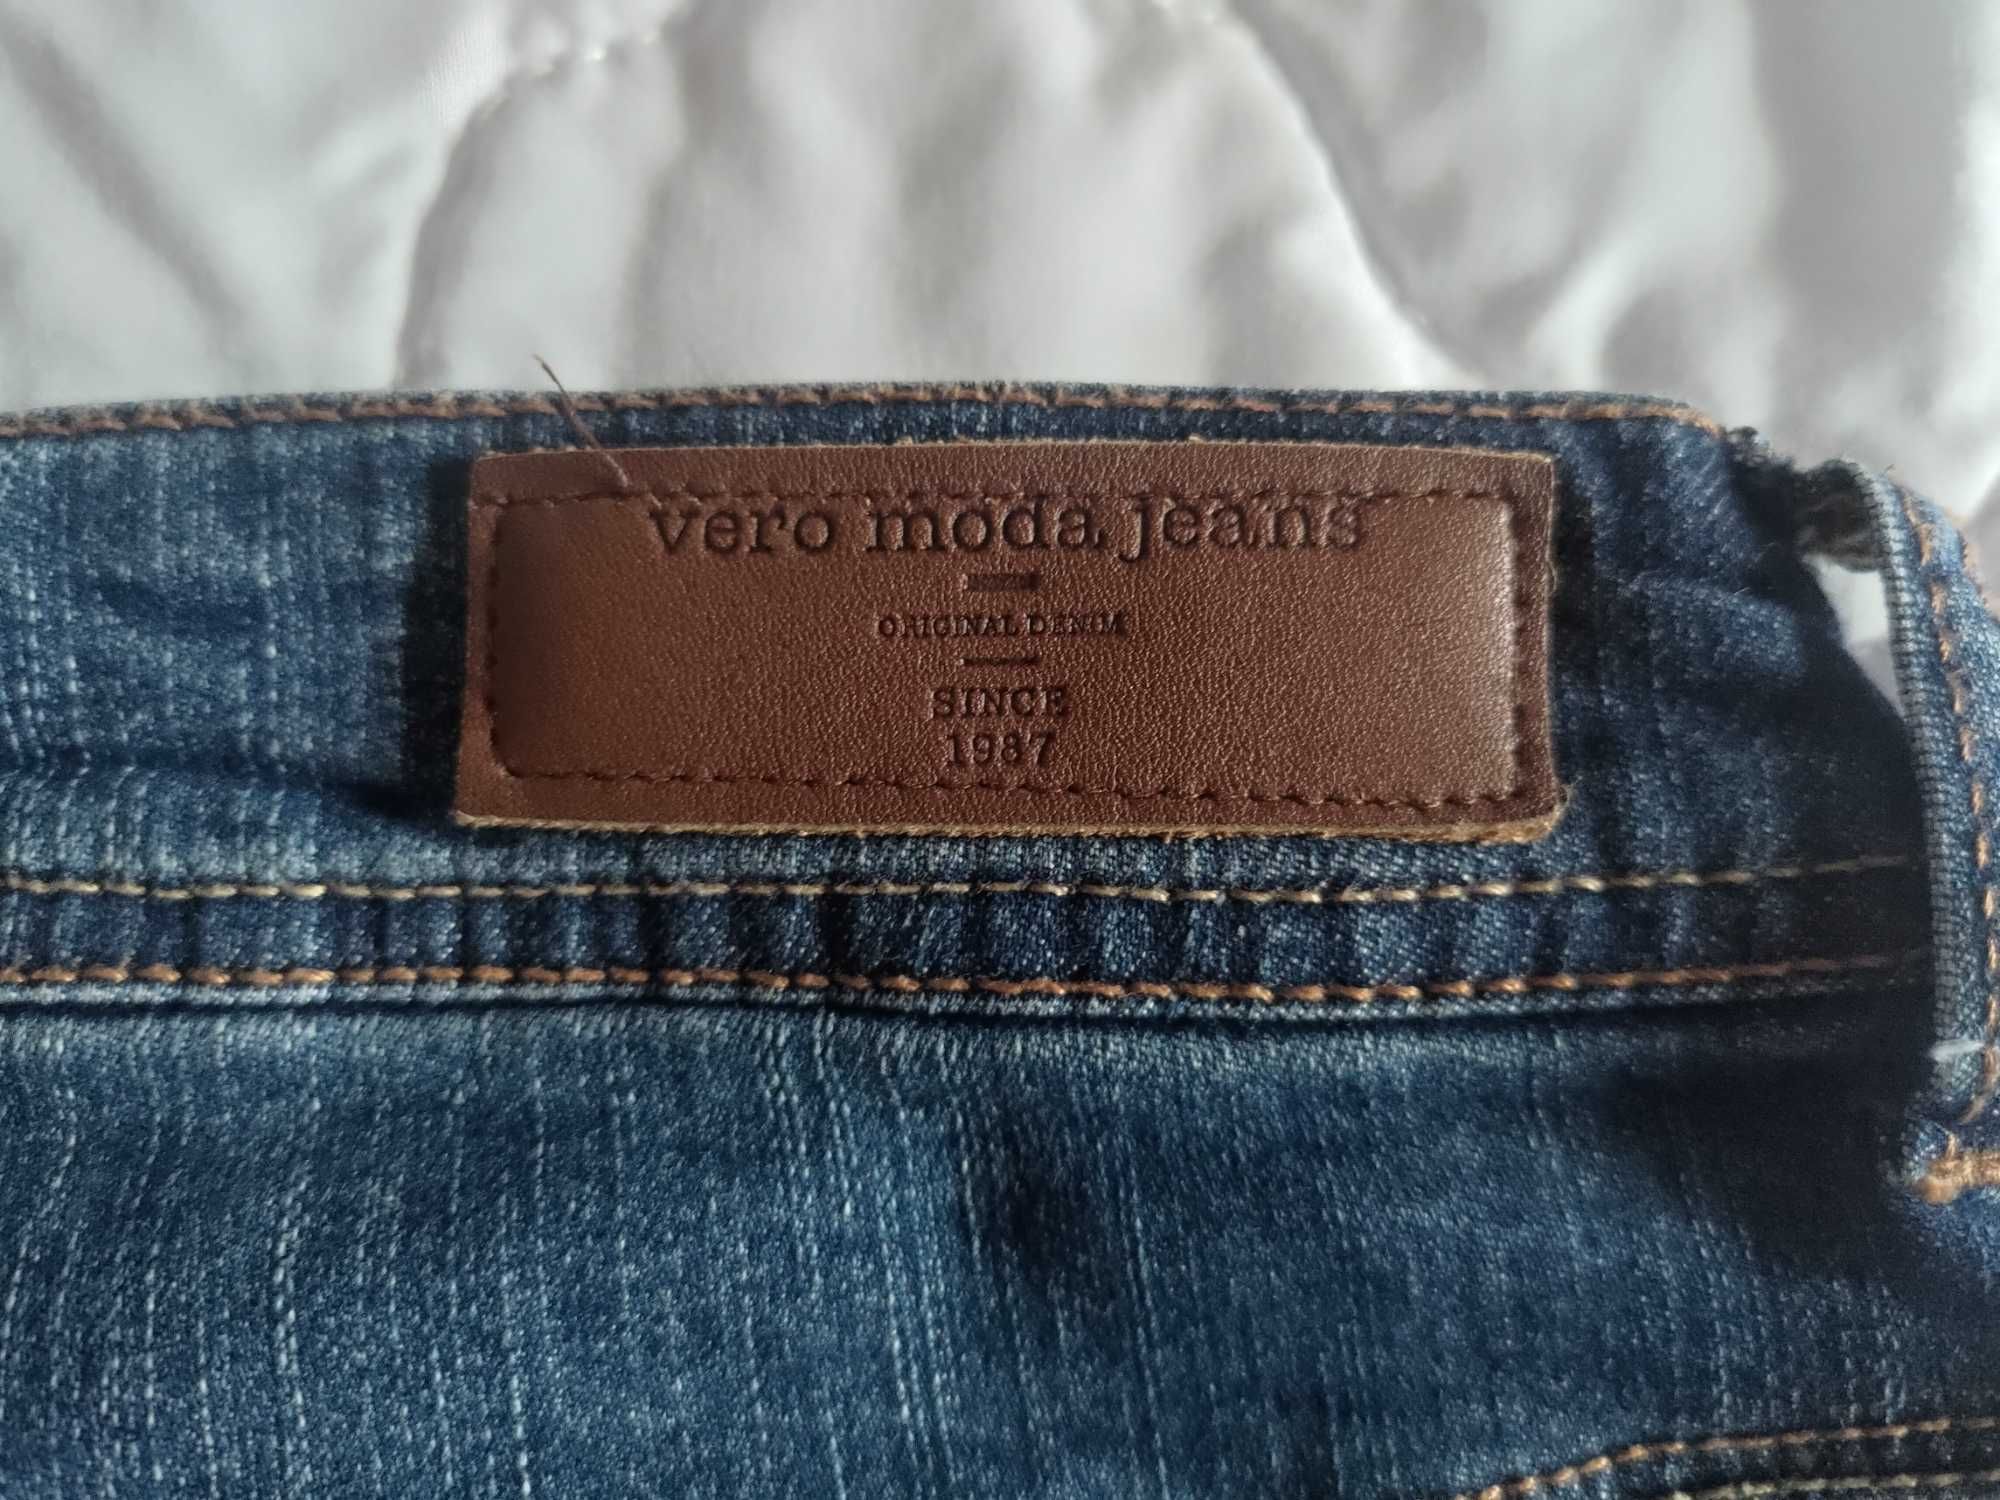 vero moda jeans
ORIGINAL DENIM
SINCE
1987